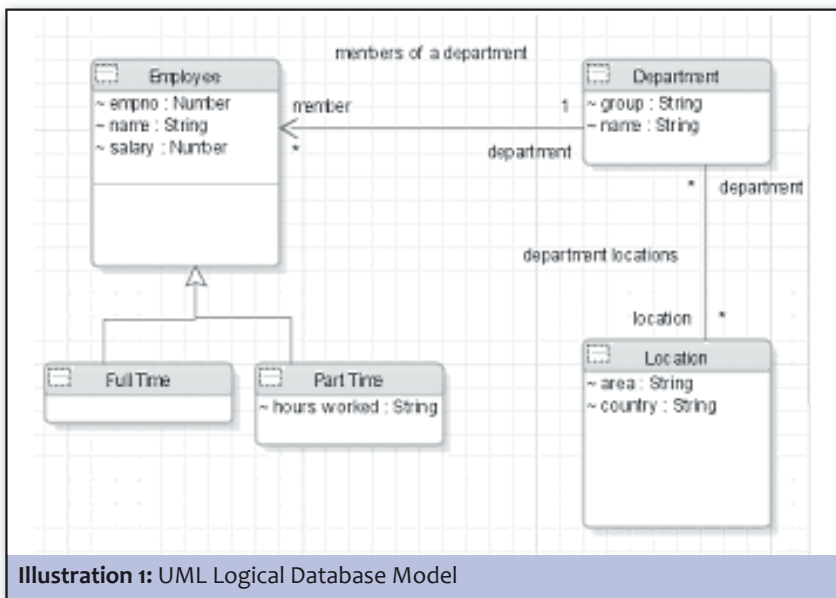 members of a department
Employee
~ empno : Number
~ name : String
~ salary : Number
member
*
1
department
Department
~ group : String
~ name : String
*
department
department locations
location
*
Full Time
Part Time
~ hours worked : String
Location
~ area : String
~ country : String
Illustration 1: UML Logical Database Model